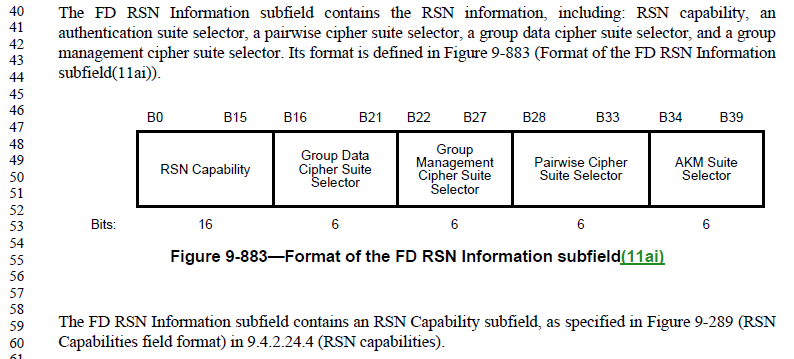 40 The FD RSN Information subfield contains the RSN information, including: RSN capability, an
41 authentication suite selector, a pairwise cipher suite selector, a group data cipher suite selector, and a group
42 management cipher suite selector. Its format is defined in Figure 9-883 (Format of the FD RSN Information
43 subfield(11ai)).
44
45
46 B0 B15 B16 B21 B22 B27 B28 B33 B34 B39
47
48 RSN Capability
49 Group Data
50 Cipher Suite
51 Selector
Group
Management
Cipher Suite
Selector
Pairwise Cipher
Suite Selector
AKM Suite
Selector
52
53 Bits: 16 6 6 6 6
54
55 Figure 9-883—Format of the FD RSN Information subfield(11ai)
56
57
58
59 The FD RSN Information subfield contains an RSN Capability subfield, as specified in Figure 9-289 (RSN
60 Capabilities field format) in 9.4.2.24.4 (RSN capabilities).
61